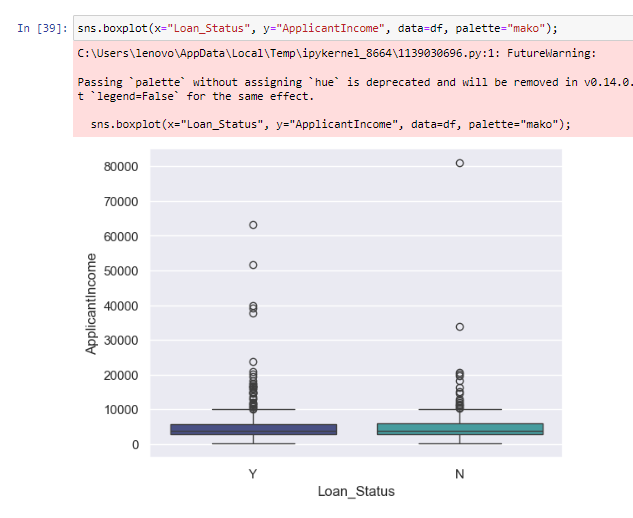 In [39]: sns.boxplot(x="Loan_Status", y="ApplicantIncome", data=df, palette="mako");
C:\Users\lenovo\AppData\Local\Temp\ipykernel_8664\1139030696.py:1: FutureWarning:
Passing `palette` without assigning `hue` is deprecated and will be removed in v0.14.0.
t `legend=False` for the same effect.
sns.boxplot(x="Loan_Status", y="ApplicantIncome", data=df, palette="mako");
80000
70000
60000
50000
40000
30000
20000
10000
0
ApplicantIncome
Y N
Loan_Status